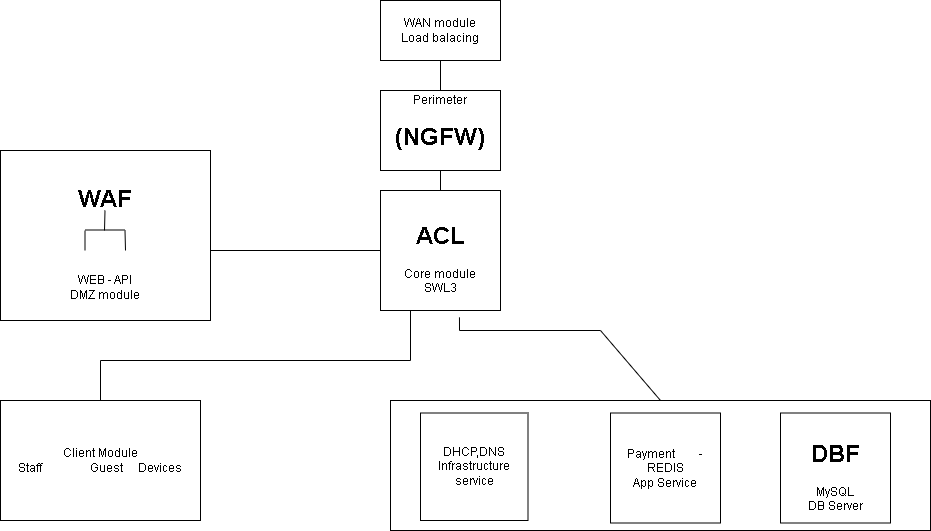 WAN module
Load balacing
Perimeter
(NGFW)
WAF
WEB - API
DMZ module
ACL
Core module
SWL3
Client Module
Staff Guest Devices
DHCP,DNS
Infrastructure
service
Payment -
REDIS
App Service
DBF
MySQL
DB Server